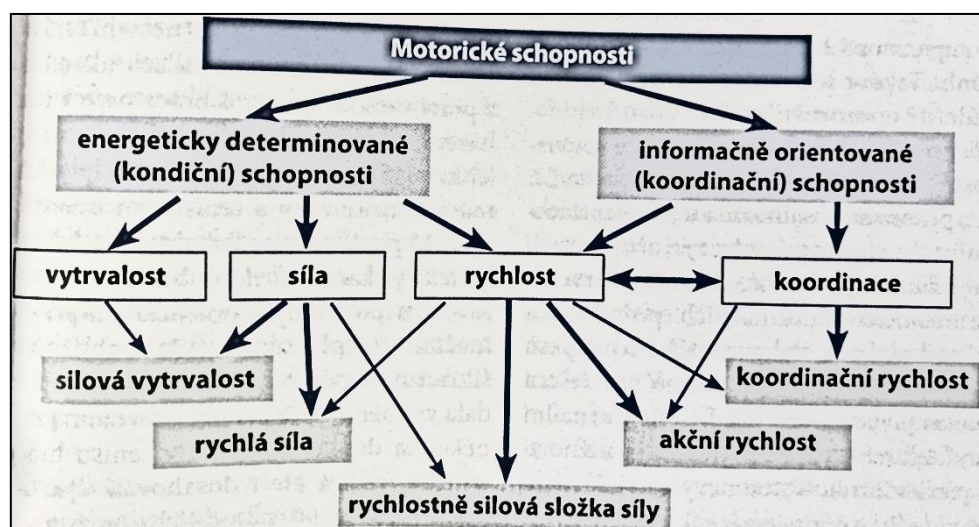 Motorické schopnosti
energeticky determinované
(kondiční) schopnosti
informačně orientované
(koordinační) schopnosti
vytrvalost
síla
rychlost
koordinace
silová vytrvalost
koordinační rychlost
rychlá síla
akční rychlost
rychlostně silová složka síly